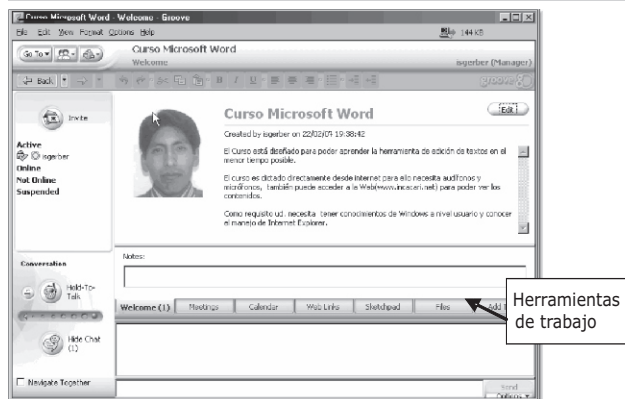 Curso Microsoft Word - Welcome - Groove
File Edit View Format Options Help
144 KB
Go To
Curso Microsoft Word
Welcome
isgerber (Manager)
Back
B I U
Invite
Active
isgerber
Online
Not Online
Suspended
Curso Microsoft Word
Edit
Created by isgerber on 22/02/03 19:38:42
El Curso está diseñado para poder aprender la herramienta de edición de textos en el
menor tiempo posible.
El curso es dictado directamente desde internet para ello necesita audífonos y
micrófonos, también puede acceder a la Web(www.incacari.net) para poder ver los
contenidos.
Como requisito ud. necesita tener conocimientos de Windows a nivel usuario y conocer
el manejo de Internet Explorer.
Notes:
Conversation
Hold-To-
Talk
Hide Chat
(1)
Navigate Together
Welcome (1) Meetings Calendar Web Links Sketchpad Files Add
Herramientas
de trabajo
Send
Options